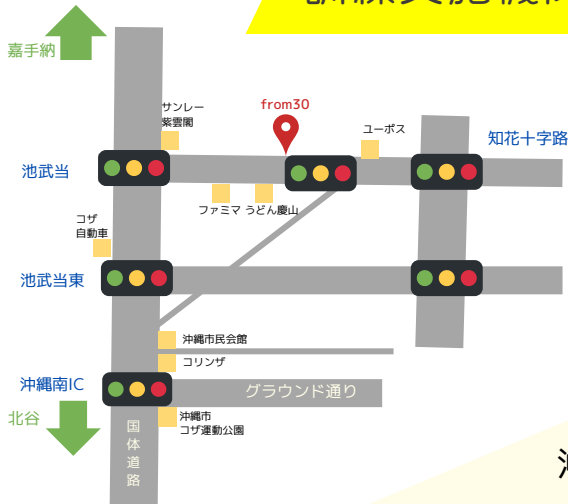 嘉手納
サンレー
紫雲閣
from30
ユーポス
知花十字路
池武当
ファミマ
うどん慶山
コザ
自動車
池武当東
沖縄市民会館
コリンザ
沖縄南IC
グラウンド通り
北谷
沖縄市
コザ運動公園
国体道路